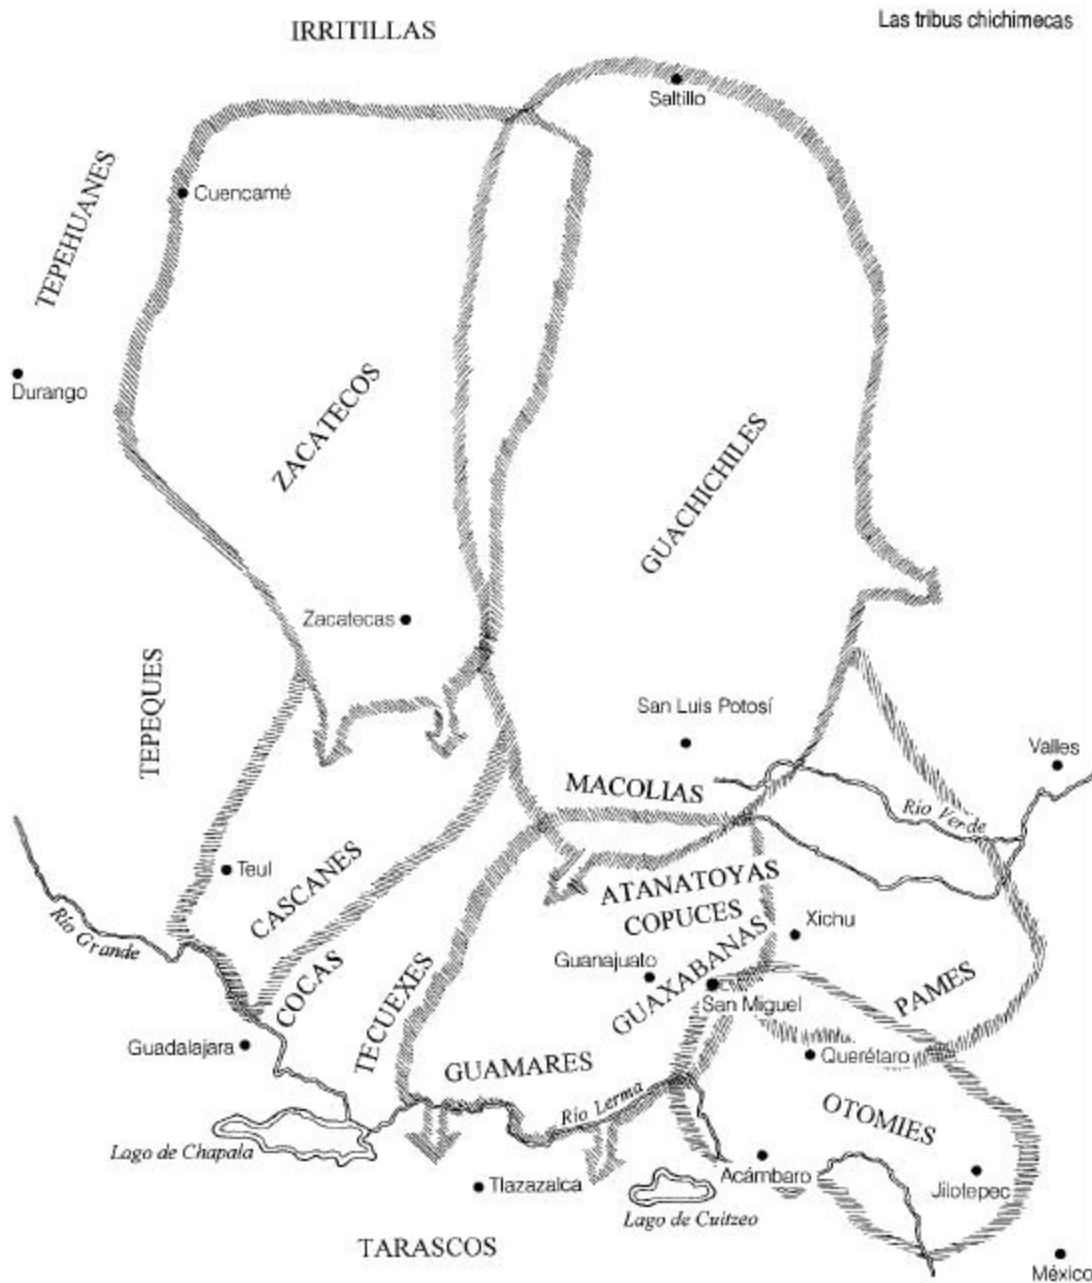 Las tribus chichimecas
IRRITILLAS
Saltillo
TEPEHUANES
Cuencamé
Durango
ZACATECOS
GUACHICHILES
Zacatecas
TEPEQUES
San Luis Potosí
Valles
MACOLIAS
Río Verde
Teul
CASCANES
ATANATOYAS
COPUCES
Río Grande
Xichu
COCAS
TECUEXES
Guanajuato
GUAXABANAS
San Miguel
PAMES
Guadalajara
GUAMARES
Querétaro
Río Lerma
OTOMIES
Lago de Chapala
Tlazazalca
Acámbaro
Jilotepec
Lago de Cuitzeo
TARASCOS
México